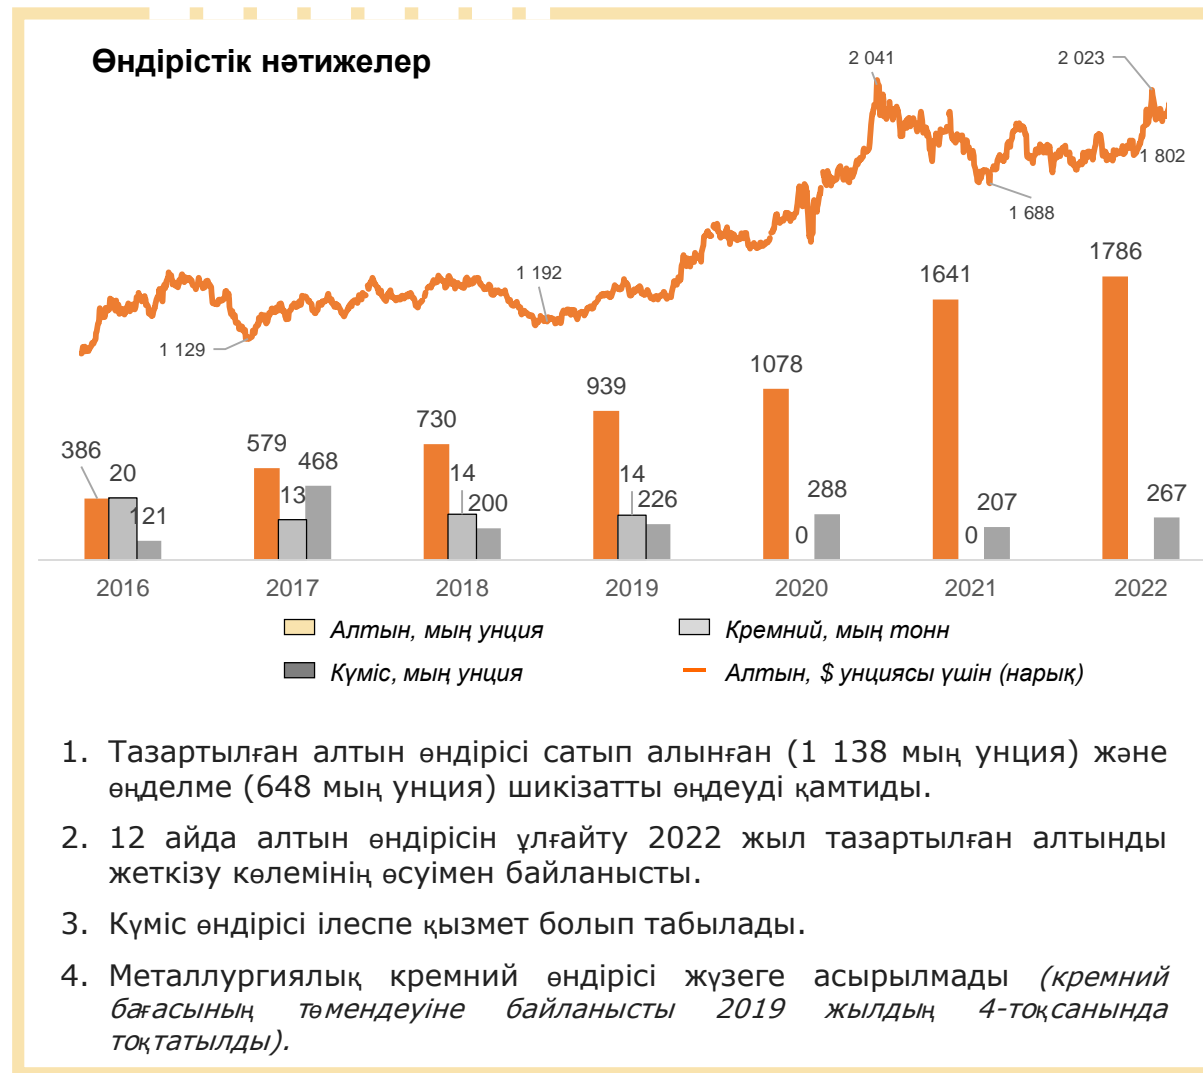 Өндірістік нәтижелер
2 041
2 023
1 802
1 688
1 192
1 129
1786
1641
1078
939
730
579
468
386
20
121
13
14
200
14
226
288
0
207
0
267
2016 2017 2018 2019 2020 2021 2022
Алтын, мың унция
Кремний, мың тонн
Күміс, мың унция
Алтын, $ унциясы үшін (нарық)
1. Тазартылған алтын өндірісі сатып алынған (1 138 мың унция) және
өңделме (648 мың унция) шикізатты өңдеуді қамтиды.
2. 12 айда алтын өндірісін ұлғайту 2022 жыл тазартылған алтынды
жеткізу көлемінің өсуімен байланысты.
3. Күміс өндірісі ілеспе қызмет болып табылады.
4. Металлургиялық кремний өндірісі жүзеге асырылмады (кремний
бағасының төмендеуіне байланысты 2019 жылдың 4-тоқсанында
тоқтатылды).